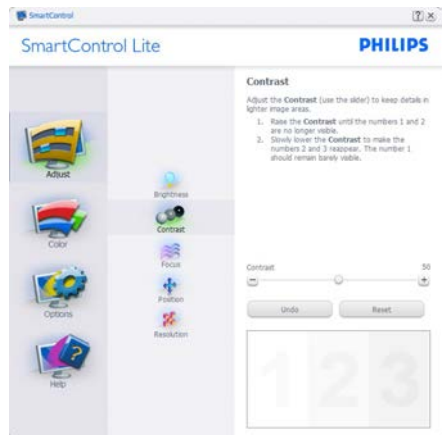 SmartControl
SmartControl Lite
PHILIPS
Adjust
Color
Options
Help
Brightness
Contrast
Focus
Position
Resolution
Contrast
Adjust the Contrast (use the slider) to keep details in
lighter image areas.
1. Raise the Contrast until the numbers 1 and 2
are no longer visible.
2. Slowly lower the Contrast to make the
numbers 2 and 3 reappear. The number 1
should remain barely visible.
Contrast 50
Undo Reset
1 2 3